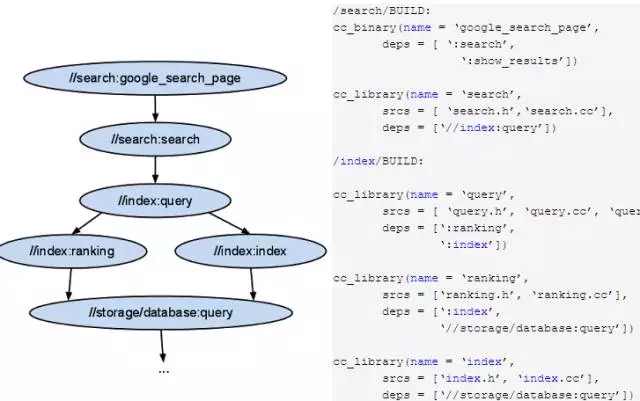 //search:google_search_page
//search:search
//index:query
//index:ranking
//index:index
//storage/database:query
...
/search/BUILD:
cc_binary(name = ‘google_search_page’,
deps = [ ‘:search’,
‘:show_results’])
cc_library(name = ‘search’,
srcs = [ ‘search.h’,‘search.cc’],
deps = [‘//index:query’])
/index/BUILD:
cc_library(name = ‘query’,
srcs = [ ‘query.h’, ‘query.cc’, ‘que
deps = [‘:ranking’,
‘:index’])
cc_library(name = ‘ranking’,
srcs = [‘ranking.h’, ‘ranking.cc’],
deps = [‘:index’,
‘//storage/database:query’])
cc_library(name = ‘index’,
srcs = [‘index.h’, ‘index.cc’],
deps = [‘//storage/database:query’])